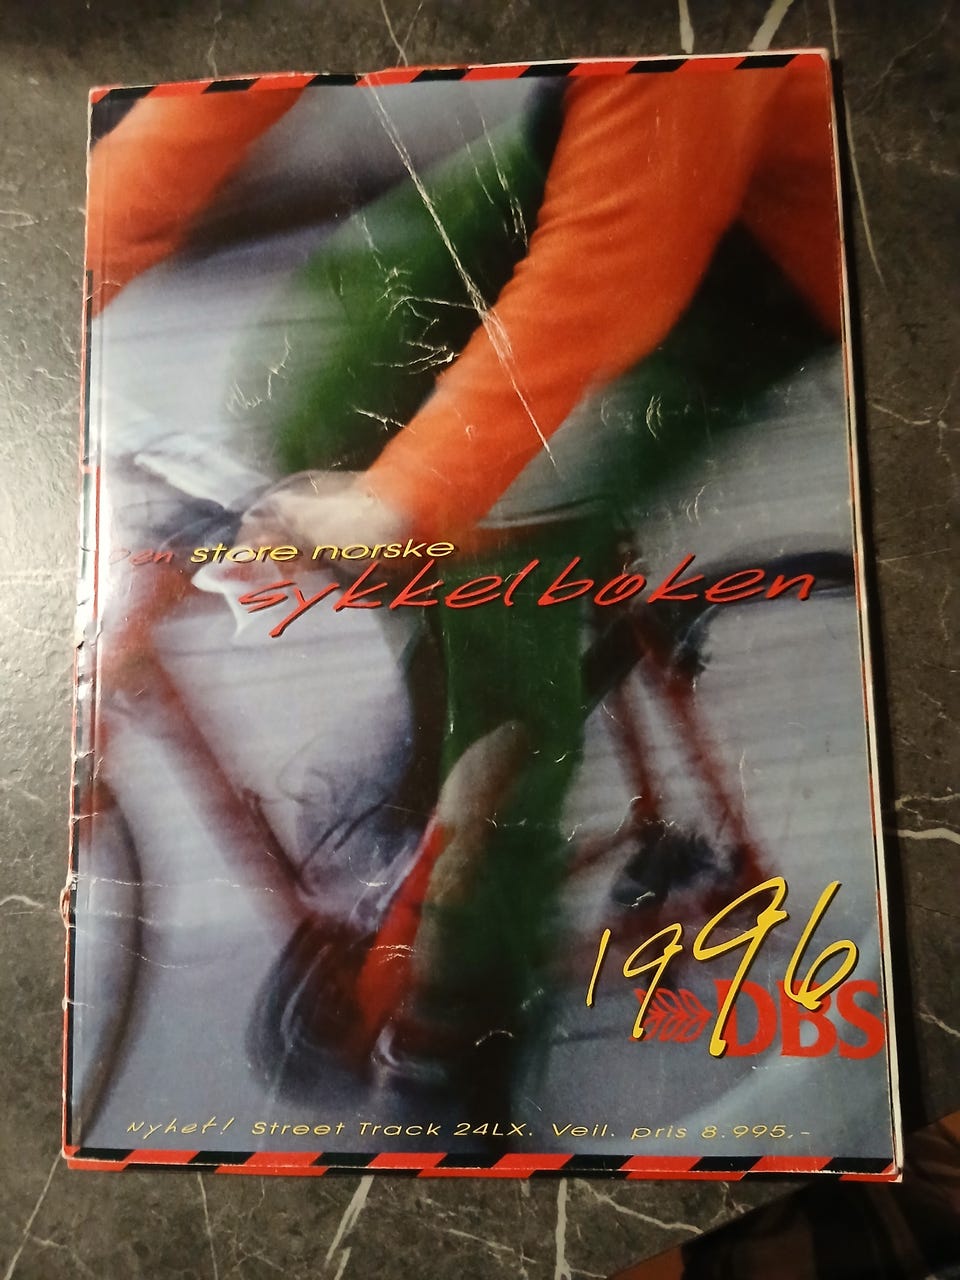 Den store norske
sykkelboken
1996
DBS
Nyhet! Street Track 24LX. Veil. pris 8.995,-